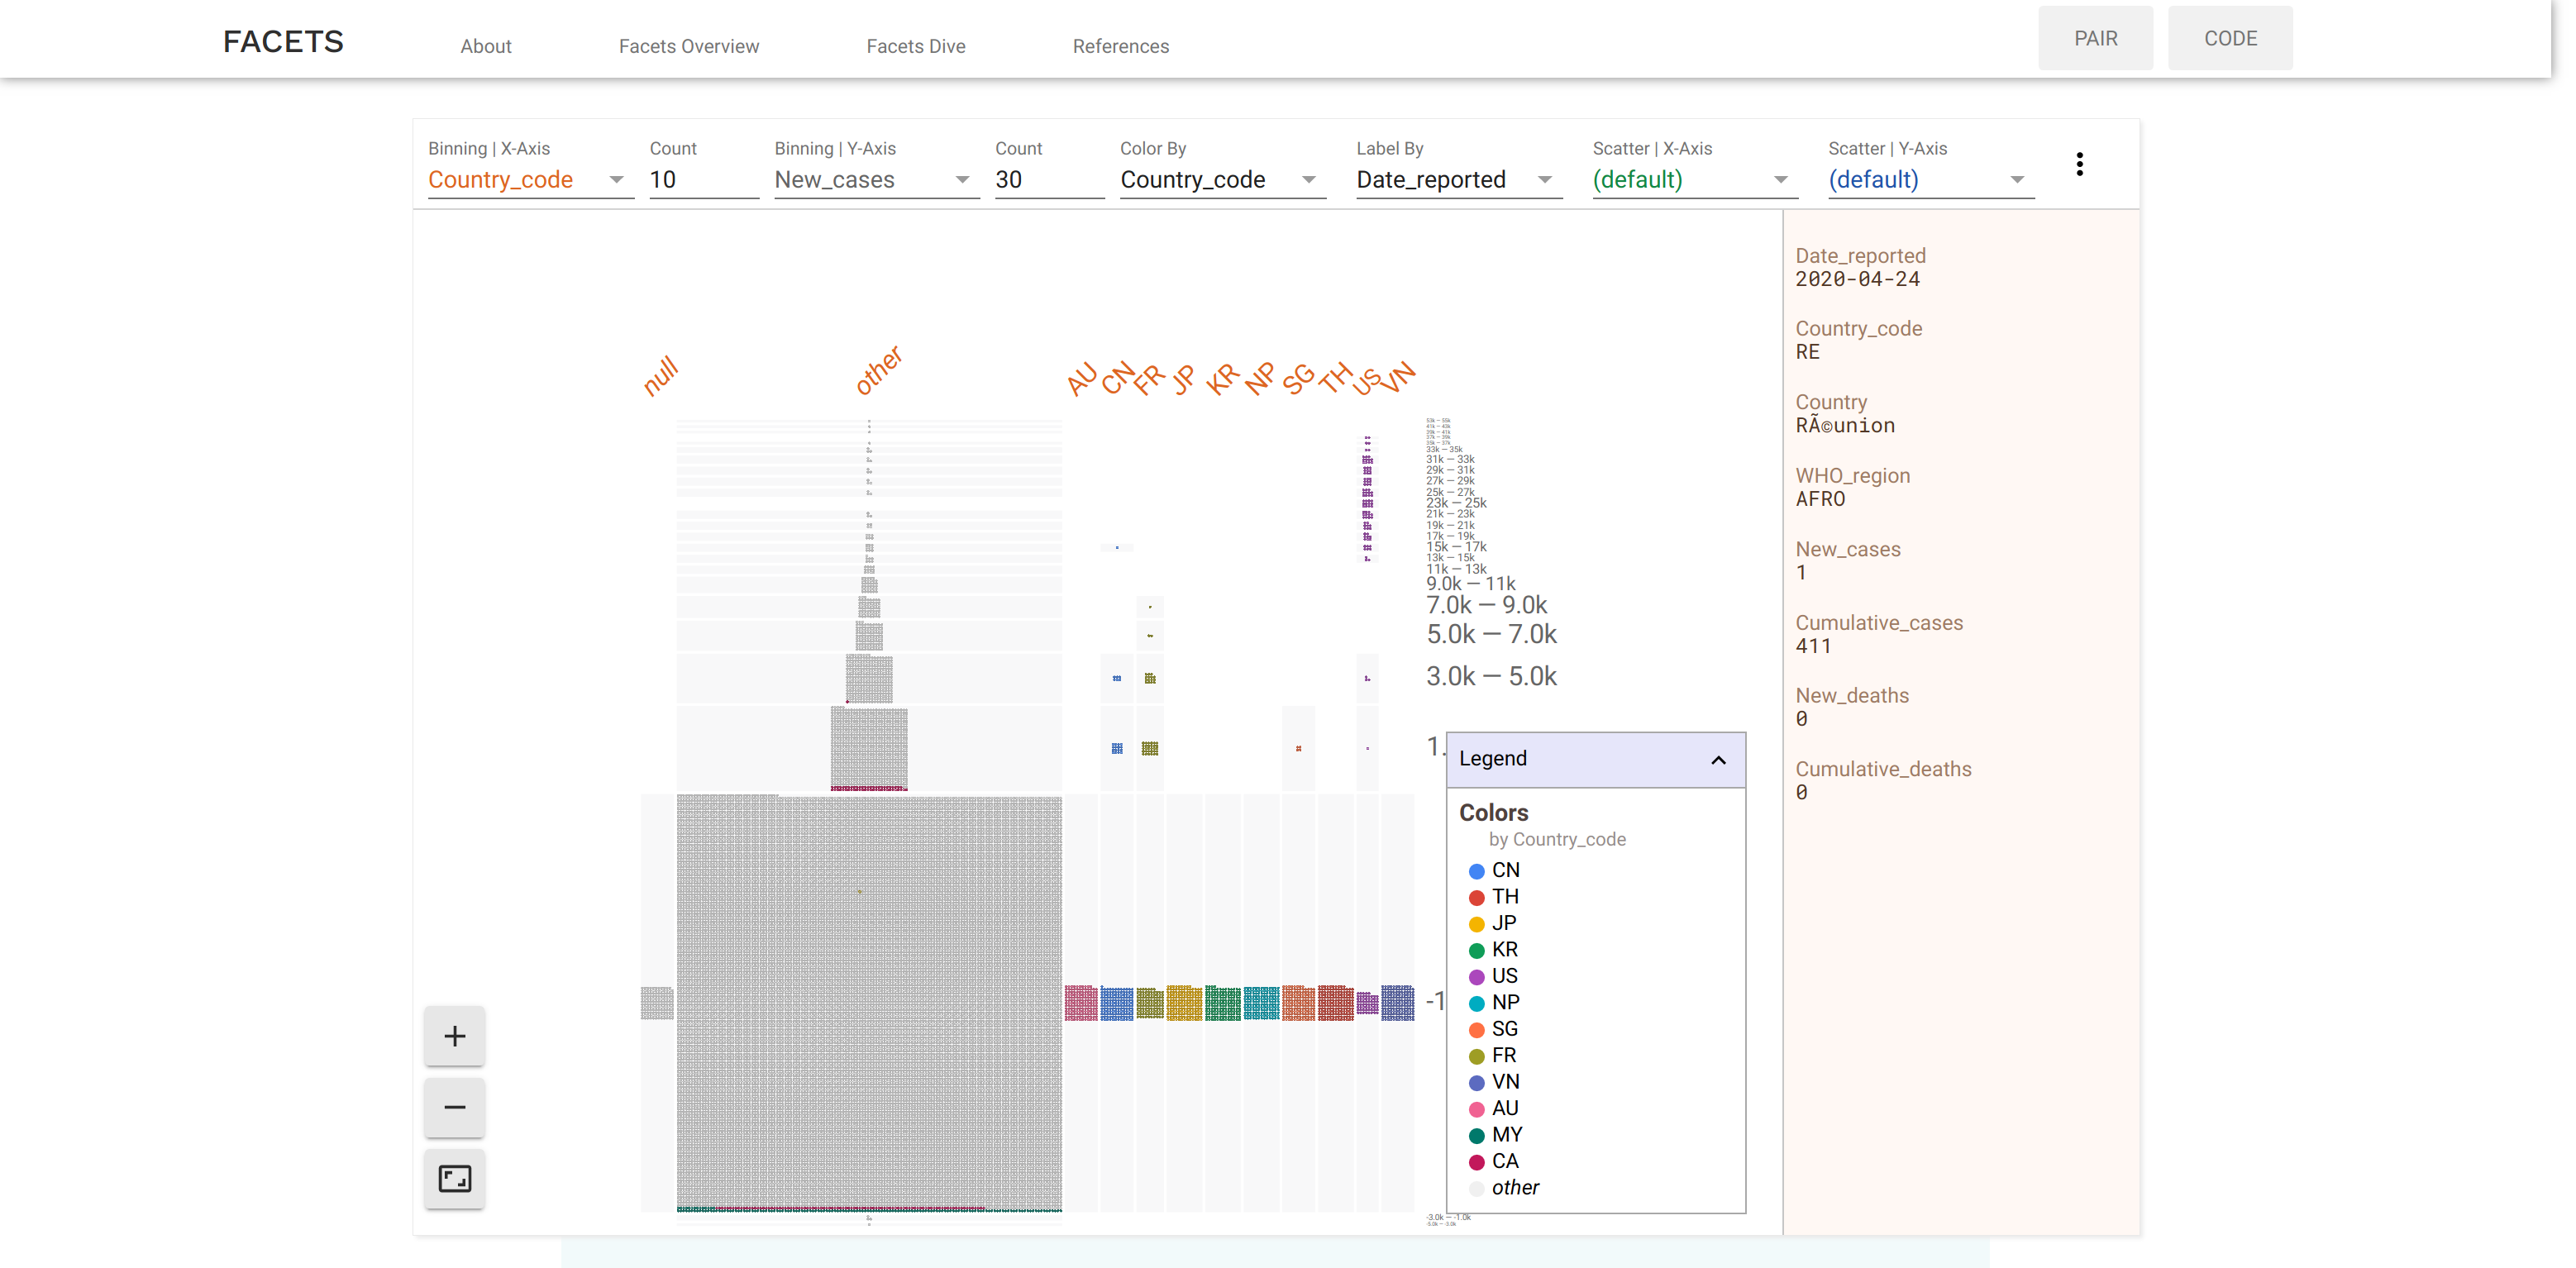 FACETS
About
Facets Overview
Facets Dive
References
PAIR
CODE
Binning | X-Axis
Country_code
Count
10
Binning | Y-Axis
New_cases
Count
30
Color By
Country_code
Label By
Date_reported
Scatter | X-Axis
(default)
Scatter | Y-Axis
(default)
null
other
AU
CN
FR
JP
KR
NP
SG
TH
US
VN
33k – 35k
31k – 33k
29k – 31k
27k – 29k
25k – 27k
23k – 25k
21k – 23k
19k – 21k
17k – 19k
15k – 17k
13k – 15k
11k – 13k
9.0k – 11k
7.0k – 9.0k
5.0k – 7.0k
3.0k – 5.0k
1.
-1
-3.0k – -1.0k
Legend
Colors
by Country_code
CN
TH
JP
KR
US
NP
SG
FR
VN
AU
MY
CA
other
Date_reported
2020-04-24
Country_code
RE
Country
RÃ©union
WHO_region
AFRO
New_cases
1
Cumulative_cases
411
New_deaths
0
Cumulative_deaths
0